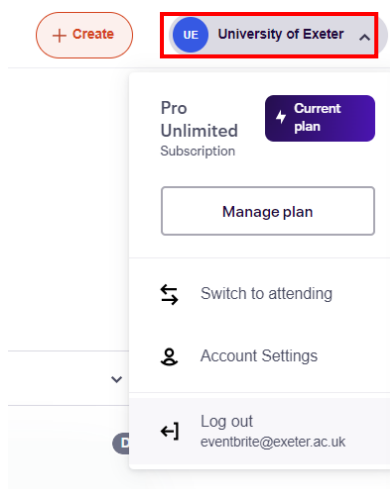 + Create
UE University of Exeter
Pro
Unlimited
Subscription
Current
plan
Manage plan
Switch to attending
Account Settings
Log out
eventbrite@exeter.ac.uk